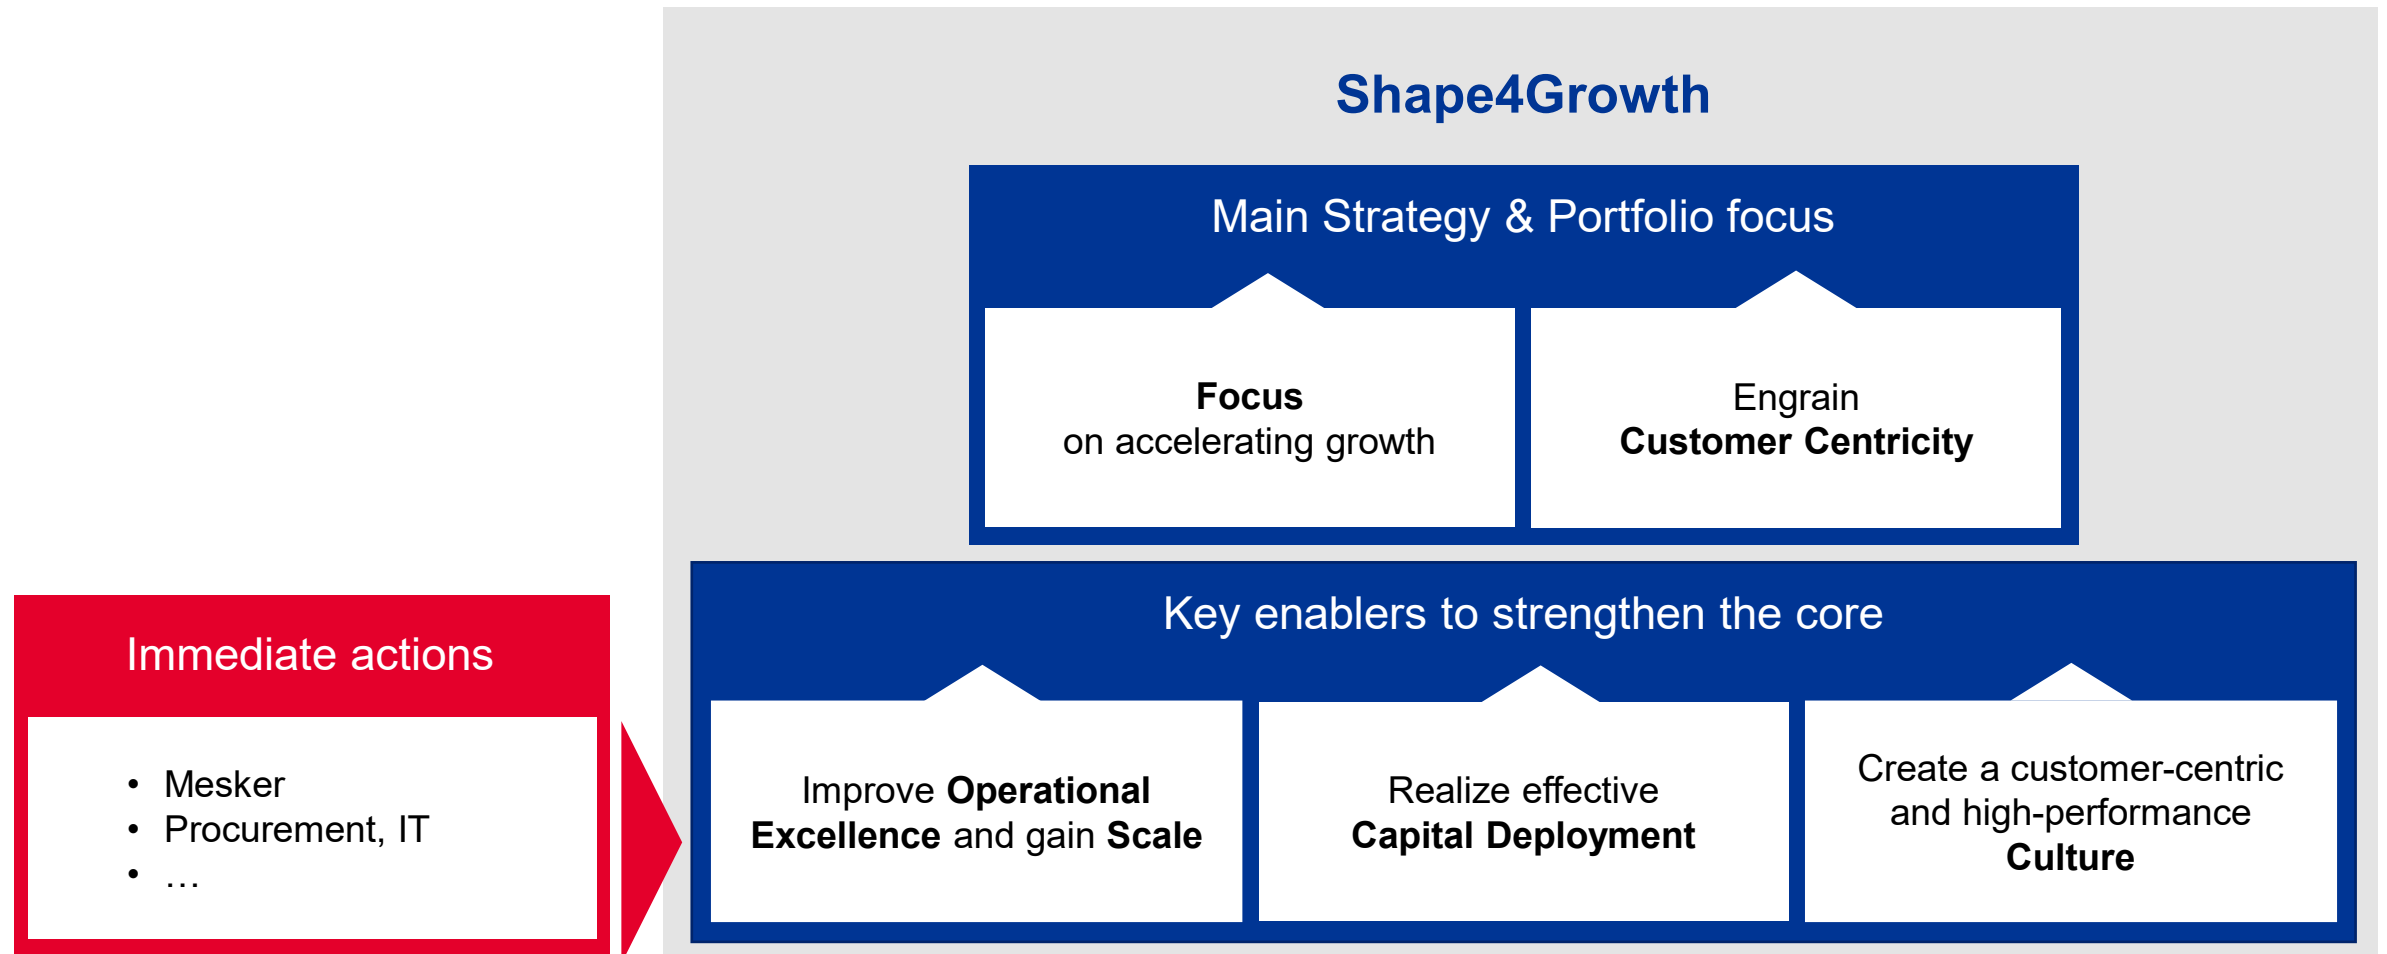 Shape4Growth
Main Strategy & Portfolio focus
Focus
on accelerating growth
Engrain
Customer Centricity
Key enablers to strengthen the core
Improve Operational
Excellence and gain Scale
Realize effective
Capital Deployment
Create a customer-centric
and high-performance
Culture
Immediate actions
• Mesker
• Procurement, IT
• …